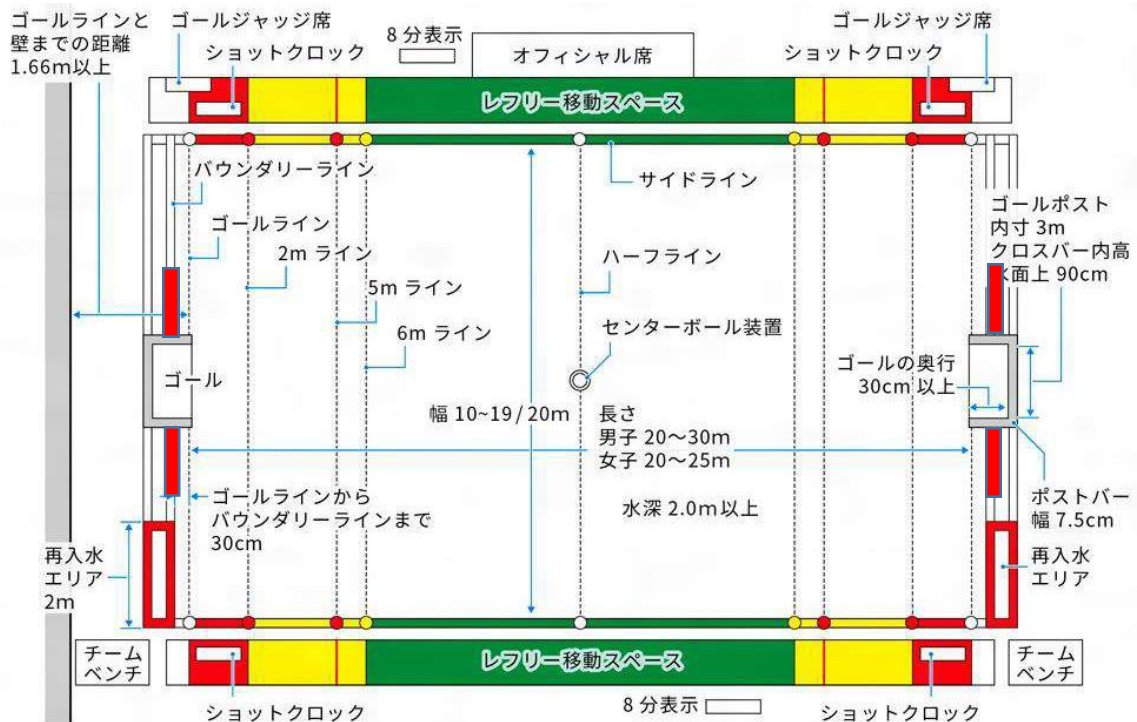 ゴールラインと
壁までの距離
1.66m以上
ゴールジャッジ席
ショットクロック
8分表示
オフィシャル席
ゴールジャッジ席
ショットクロック
レフリー移動スペース
バウンダリーライン
サイドライン
ゴールライン
2m ライン
ハーフライン
ゴールポスト
内寸 3m
クロスバー内高
水面上 90cm
5m ライン
6m ライン
センターボール装置
ゴール
ゴールの奥行
30cm 以上
幅 10~19/20m
長さ
男子 20〜30m
女子 20〜25m
水深 2.0m以上
ゴールラインから
バウンダリーラインまで
30cm
ポストバー
幅 7.5cm
再入水
エリア
2m
再入水
エリア
チーム
ベンチ
レフリー移動スペース
チーム
ベンチ
ショットクロック
8分表示
ショットクロック